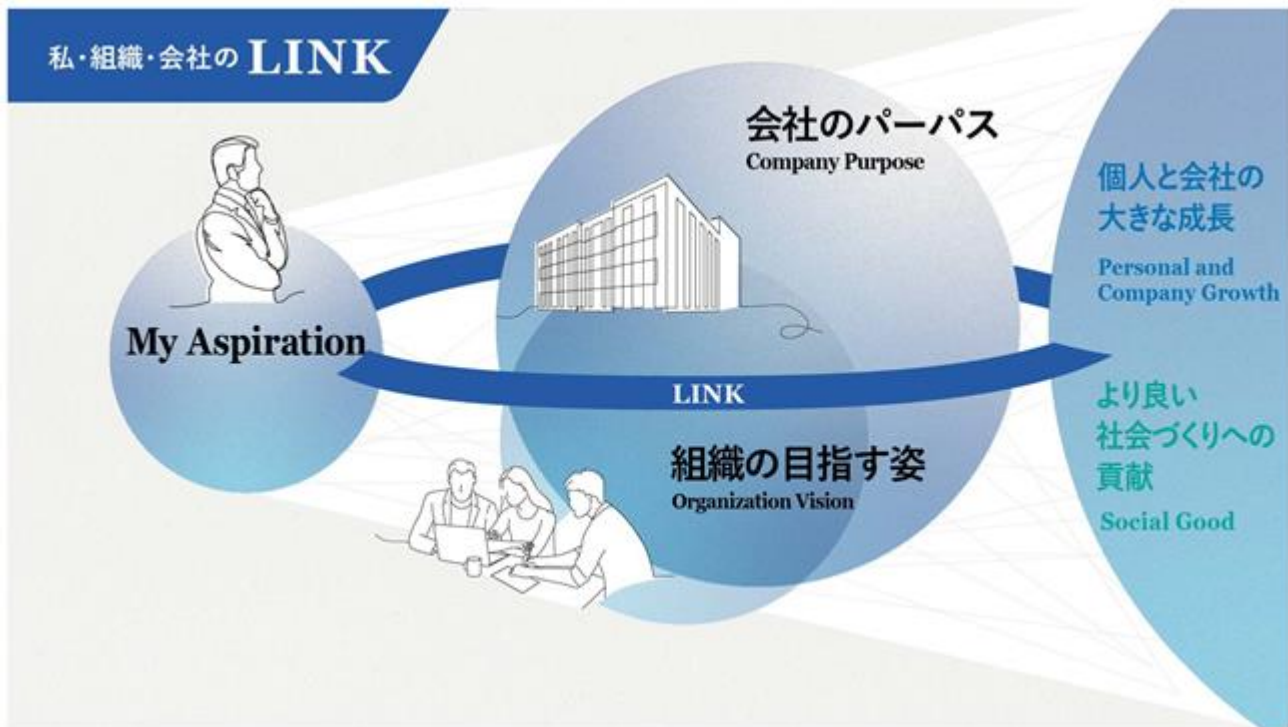 私・組織・会社の LINK
会社のパーパス
Company Purpose
My Aspiration
LINK
組織の目指す姿
Organization Vision
個人と会社の
大きな成長
Personal and
Company Growth
より良い
社会づくりへの
貢献
Social Good